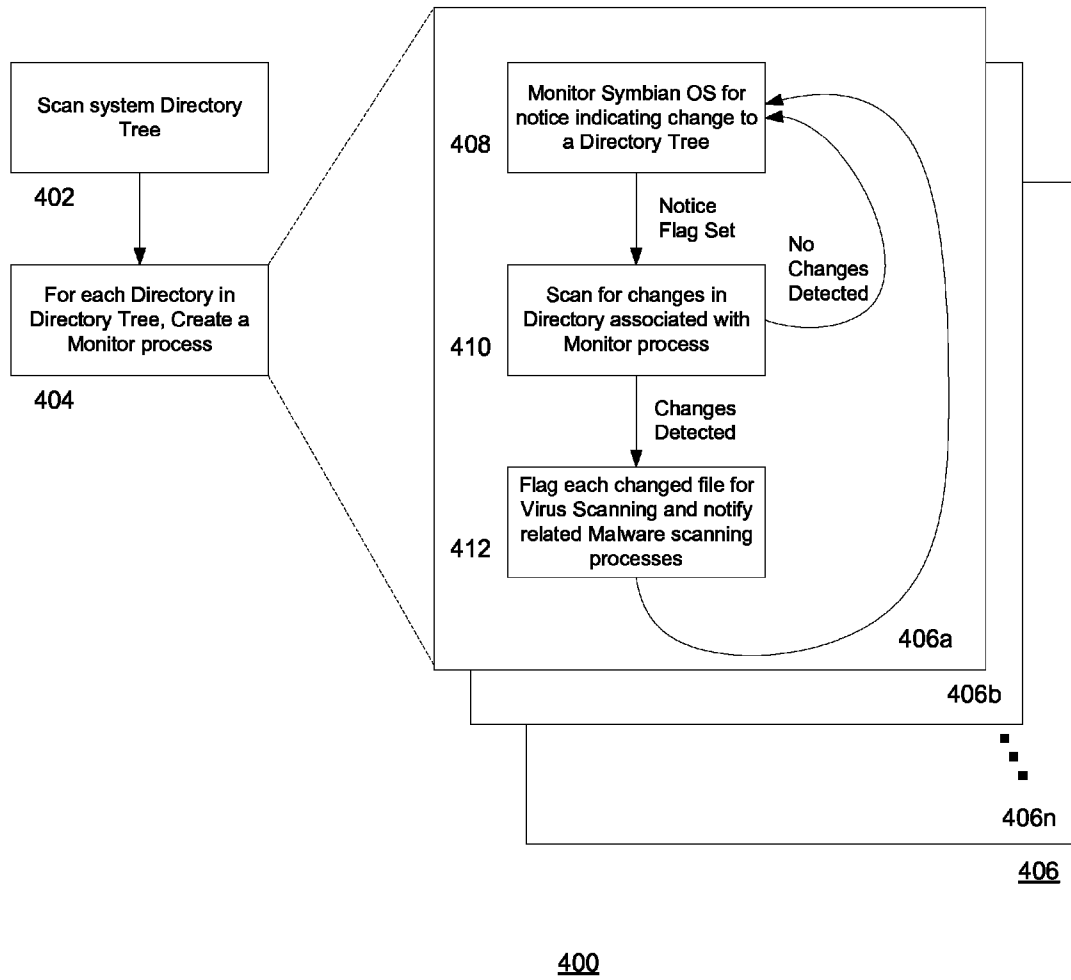 Scan system Directory
Tree
402
For each Directory in
Directory Tree, Create a
Monitor process
404
Monitor Symbian OS for
notice indicating change to
a Directory Tree
408
Notice
Flag Set
No
Changes
Detected
Scan for changes in
Directory associated with
Monitor process
410
Changes
Detected
Flag each changed file for
Virus Scanning and notify
related Malware scanning
processes
412
406a
406b
406n
406
400